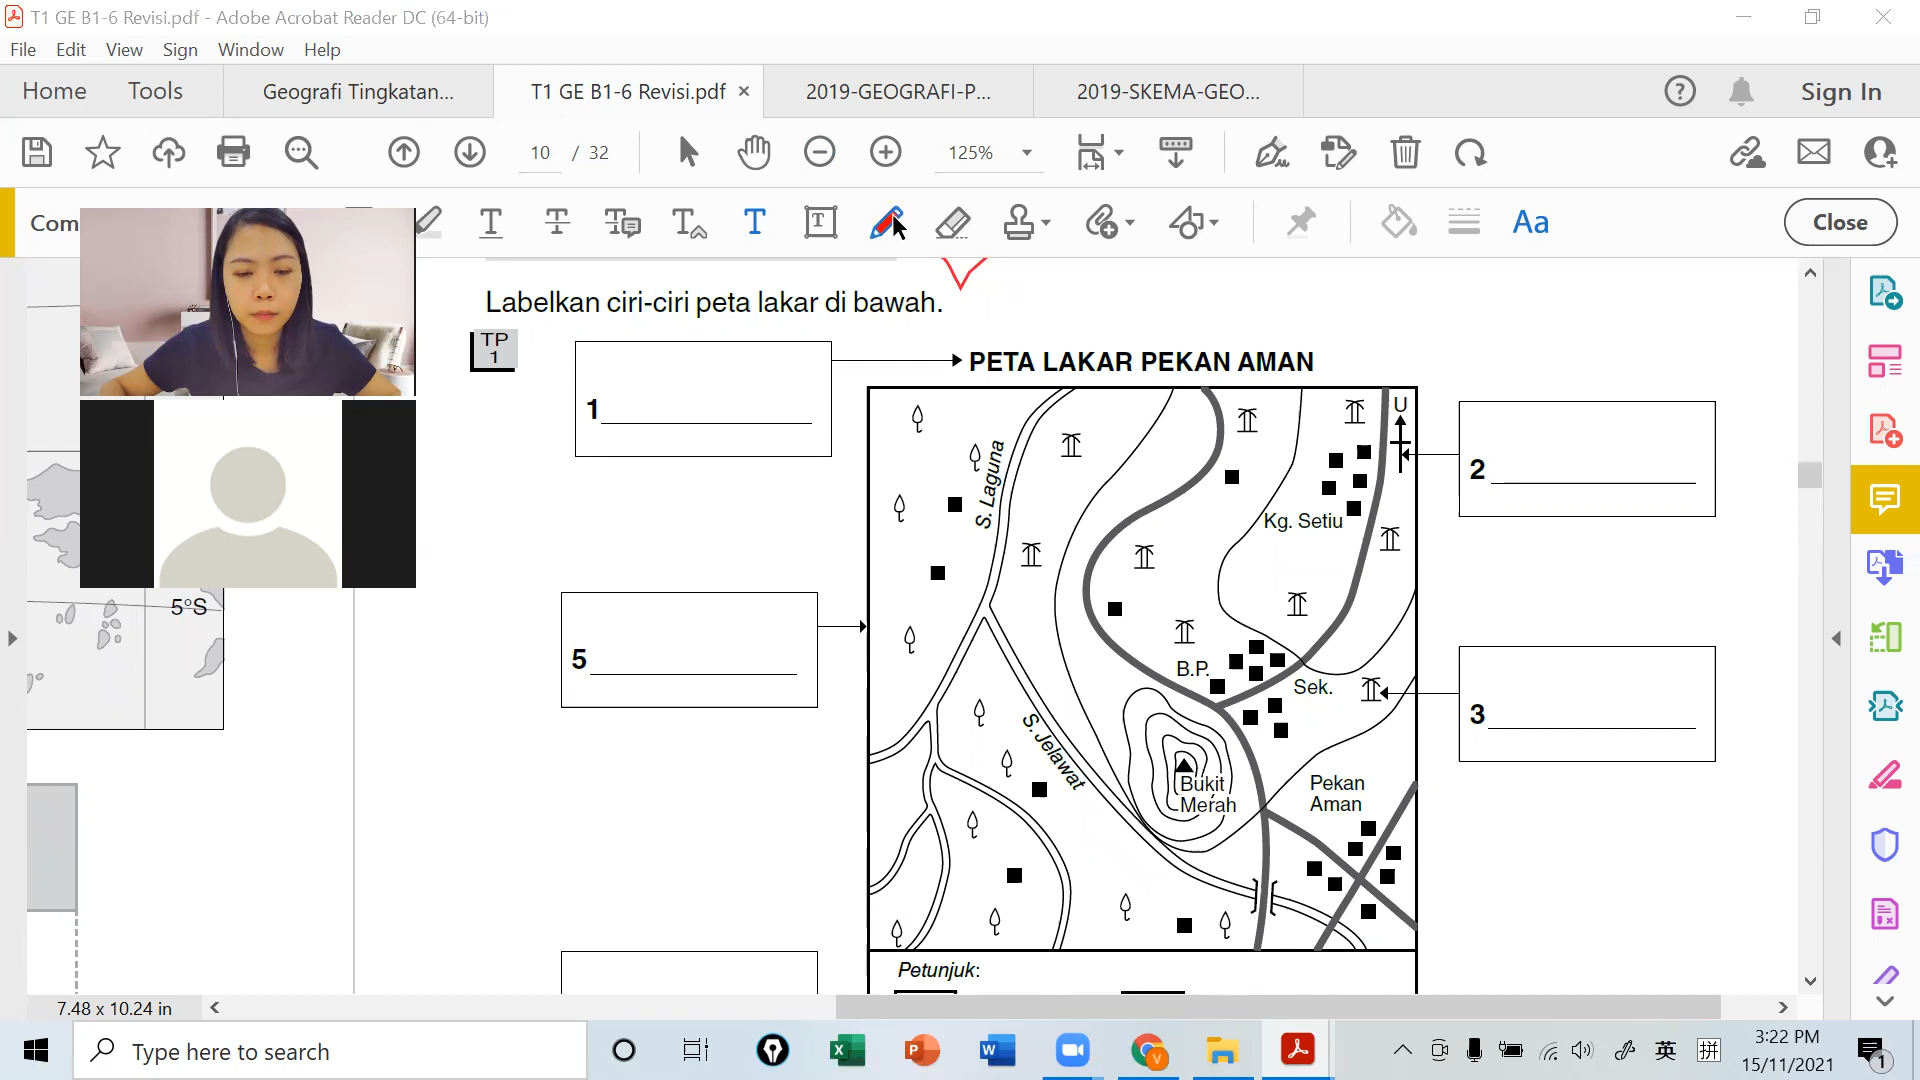 T1 GE B1-6 Revisi.pdf - Adobe Acrobat Reader DC (64-bit)
File Edit View Sign Window Help
Home Tools Geografi Tingkatan... T1 GE B1-6 Revisi.pdf × 2019-GEOGRAFI-P... 2019-SKEMA-GEO... Sign In
10 / 32 125%
Com Aa Close
Labelkan ciri-ciri peta lakar di bawah.
TP
1
PETA LAKAR PEKAN AMAN
1
U
2
S. Laguna
Kg. Setiu
5°S
5
B.P.
Sek.
3
S. Jelawat
Bukit
Merah
Pekan
Aman
Petunjuk:
7.48 x 10.24 in
Type here to search
英 拼
3:22 PM
15/11/2021
1